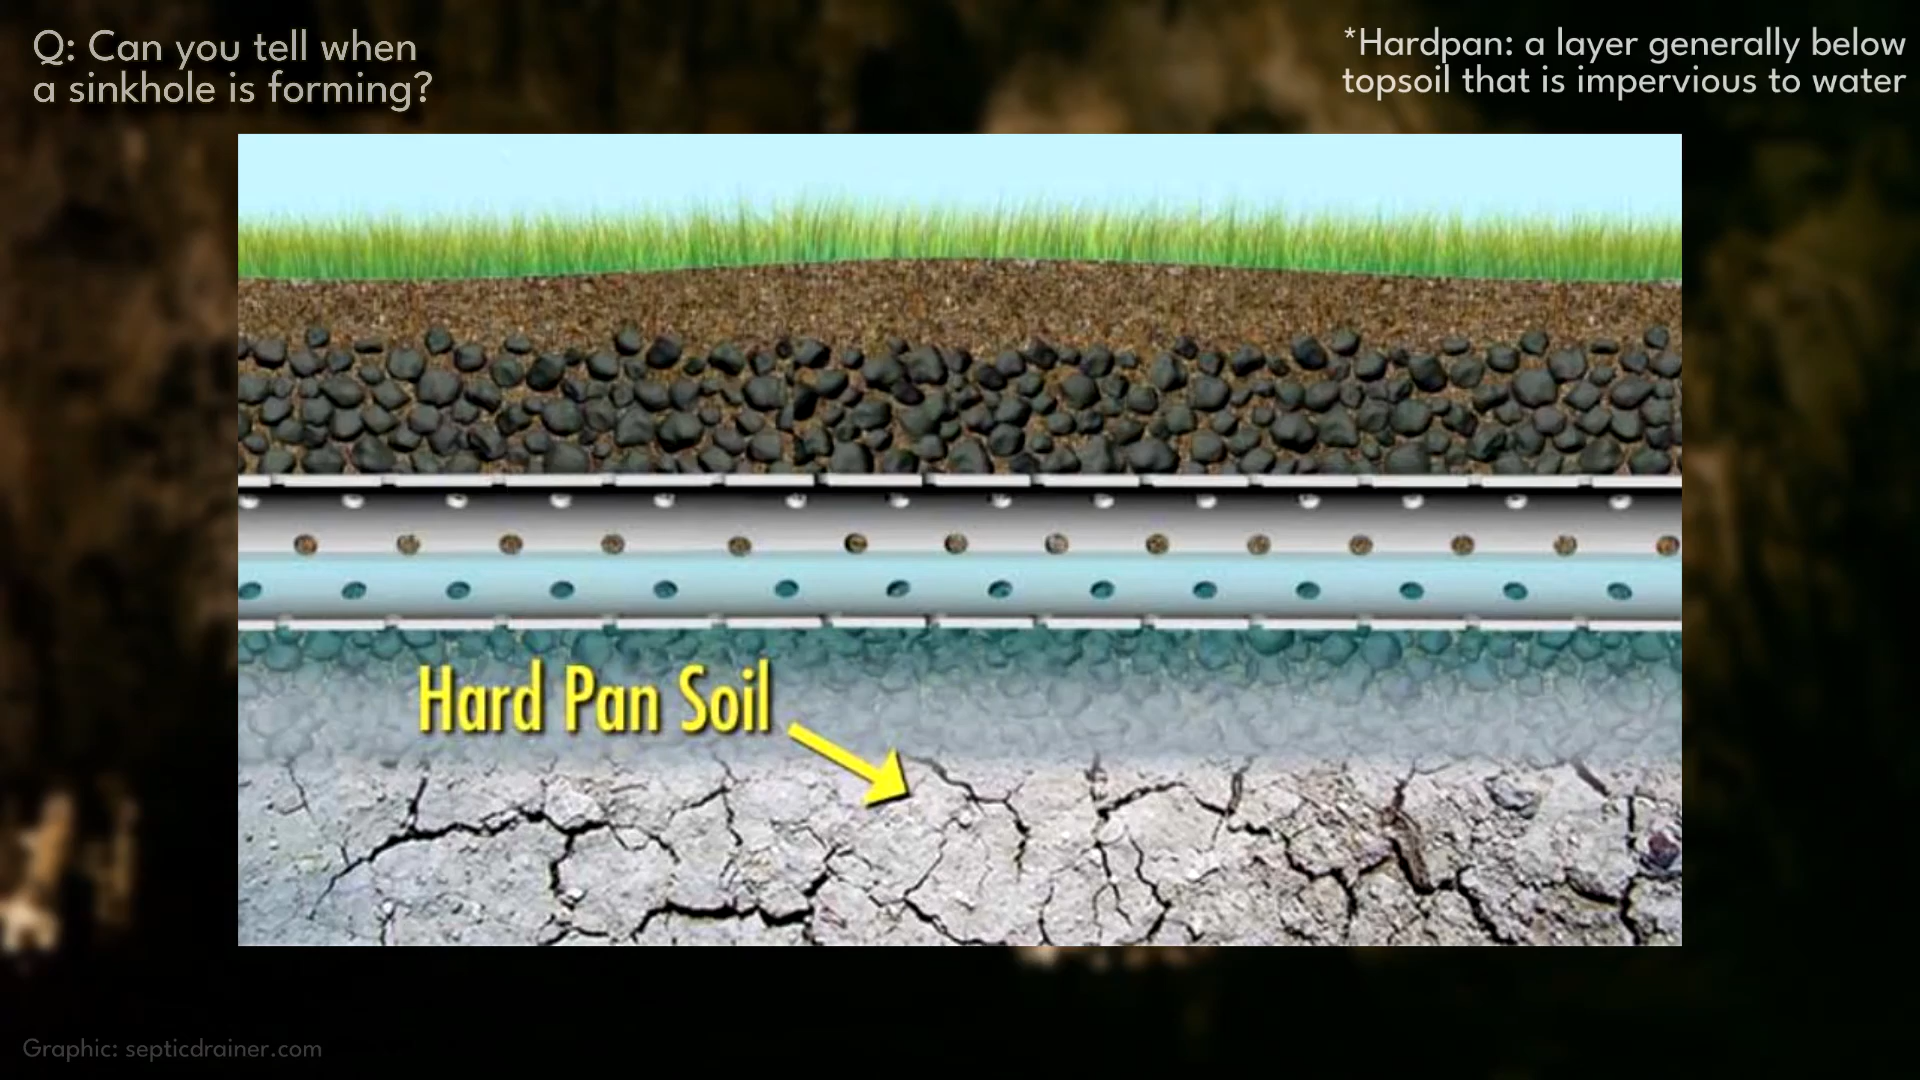 Q: Can you tell when
a sinkhole is forming?
*Hardpan: a layer generally below
topsoil that is impervious to water
Hard Pan Soil
Graphic: septicdrainer.com